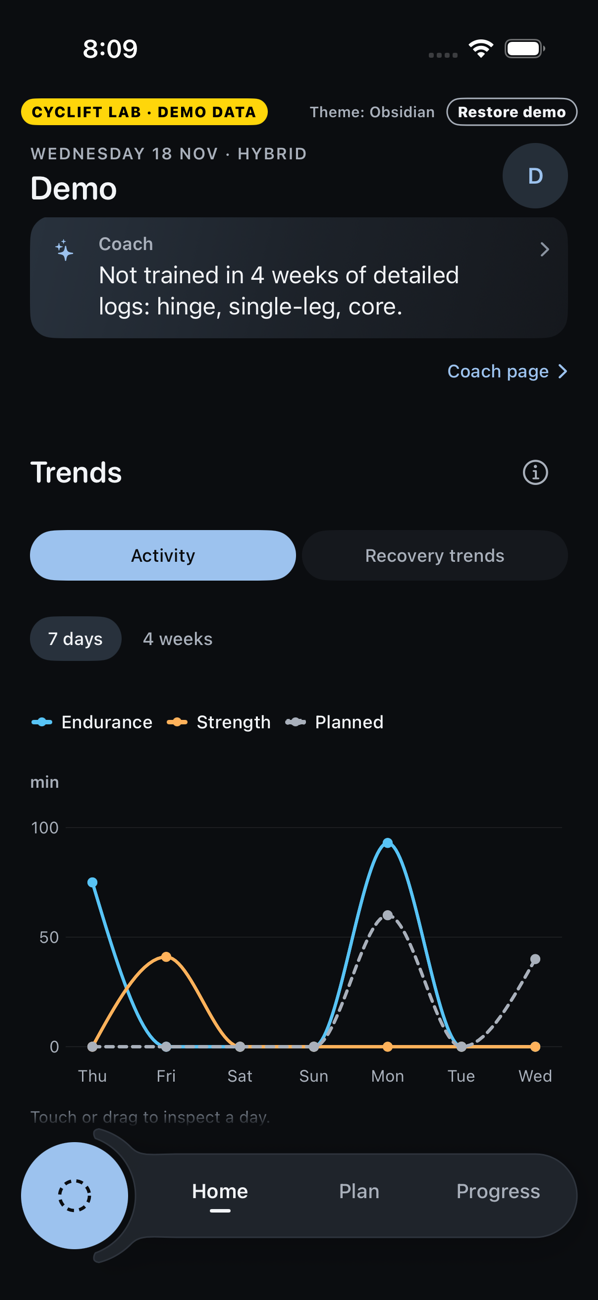 8:09
CYCLIFT LAB · DEMO DATA
Theme: Obsidian
Restore demo
WEDNESDAY 18 NOV · HYBRID
Demo
D
Coach
Not trained in 4 weeks of detailed
logs: hinge, single-leg, core.
Coach page
Trends
Activity
Recovery trends
7 days
4 weeks
Endurance
Strength
Planned
min
100
50
0
Thu Fri Sat Sun Mon Tue Wed
Touch or drag to inspect a day.
Home
Plan
Progress